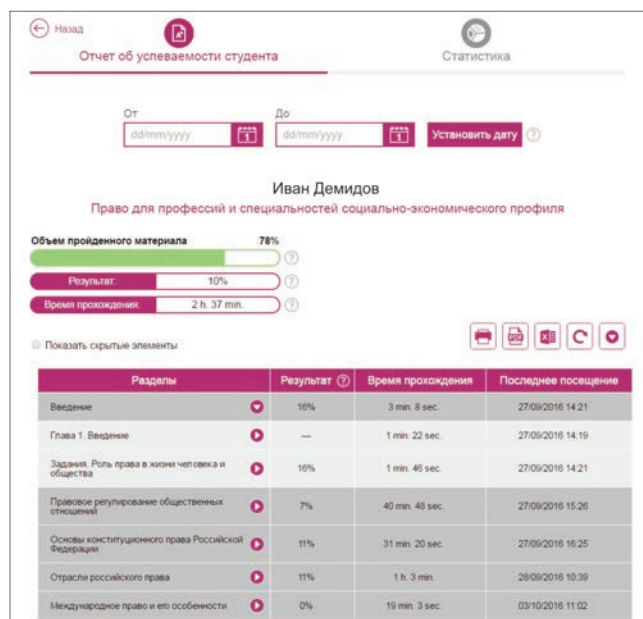 Назад
Отчет об успеваемости студента
Статистика
От
До
dd/mm/yyyy
dd/mm/yyyy
Установить дату ?
Иван Демидов
Право для профессий и специальностей социально-экономического профиля
Объем пройденного материала 78%
?
Результат: 10% ?
Время прохождения: 2 h. 37 min. ?
Показать скрытые элементы
Разделы Результат ? Время прохождения Последнее посещение
Введение 16% 3 min. 8 sec. 27/09/2016 14:21
Глава 1. Введение — 1 min. 22 sec. 27/09/2016 14:19
Задания. Роль права в жизни человека и
общества 16% 1 min. 46 sec. 27/09/2016 14:21
Правовое регулирование общественных
отношений 7% 40 min. 48 sec. 27/09/2016 15:26
Основы конституционного права Российской
Федерации 11% 31 min. 20 sec. 27/09/2016 16:25
Отрасли российского права 11% 1 h. 3 min. 28/09/2016 10:39
Международное право и его особенности 0% 19 min. 3 sec. 03/10/2016 11:02